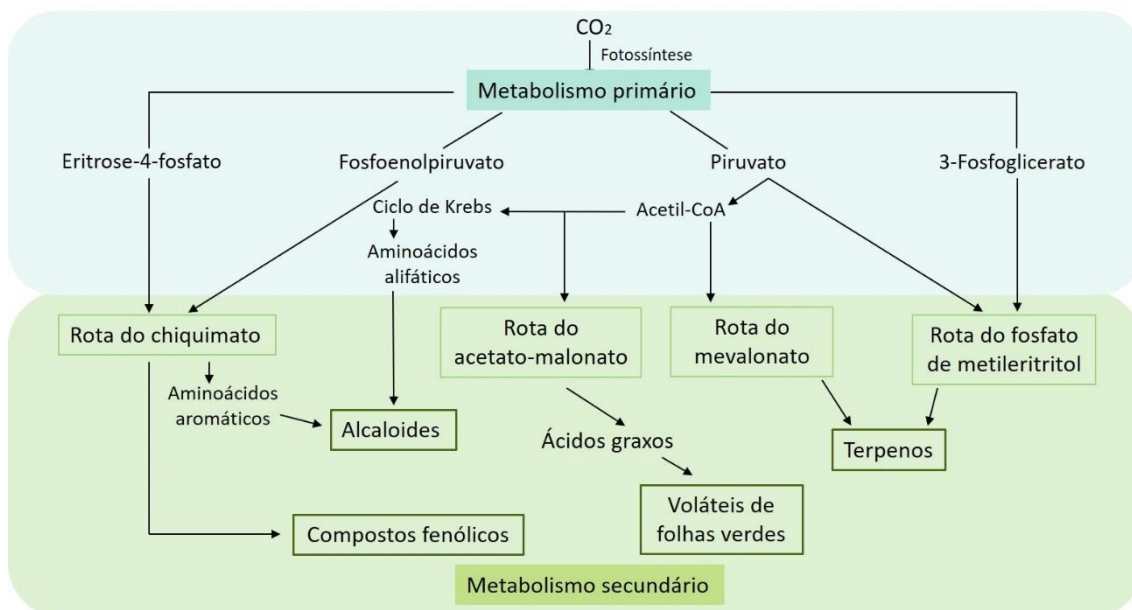 CO₂
Fotossíntese
Metabolismo primário
Eritrose-4-fosfato
Fosfoenolpiruvato
Piruvato
3-Fosfoglicerato
Ciclo de Krebs
Acetil-CoA
Aminoácidos
alifáticos
Rota do chiquimato
Rota do
acetato-malonato
Rota do
mevalonato
Rota do fosfato
de metileritritol
Aminoácidos
aromáticos
Alcaloides
Ácidos graxos
Terpenos
Voláteis de
folhas verdes
Compostos fenólicos
Metabolismo secundário